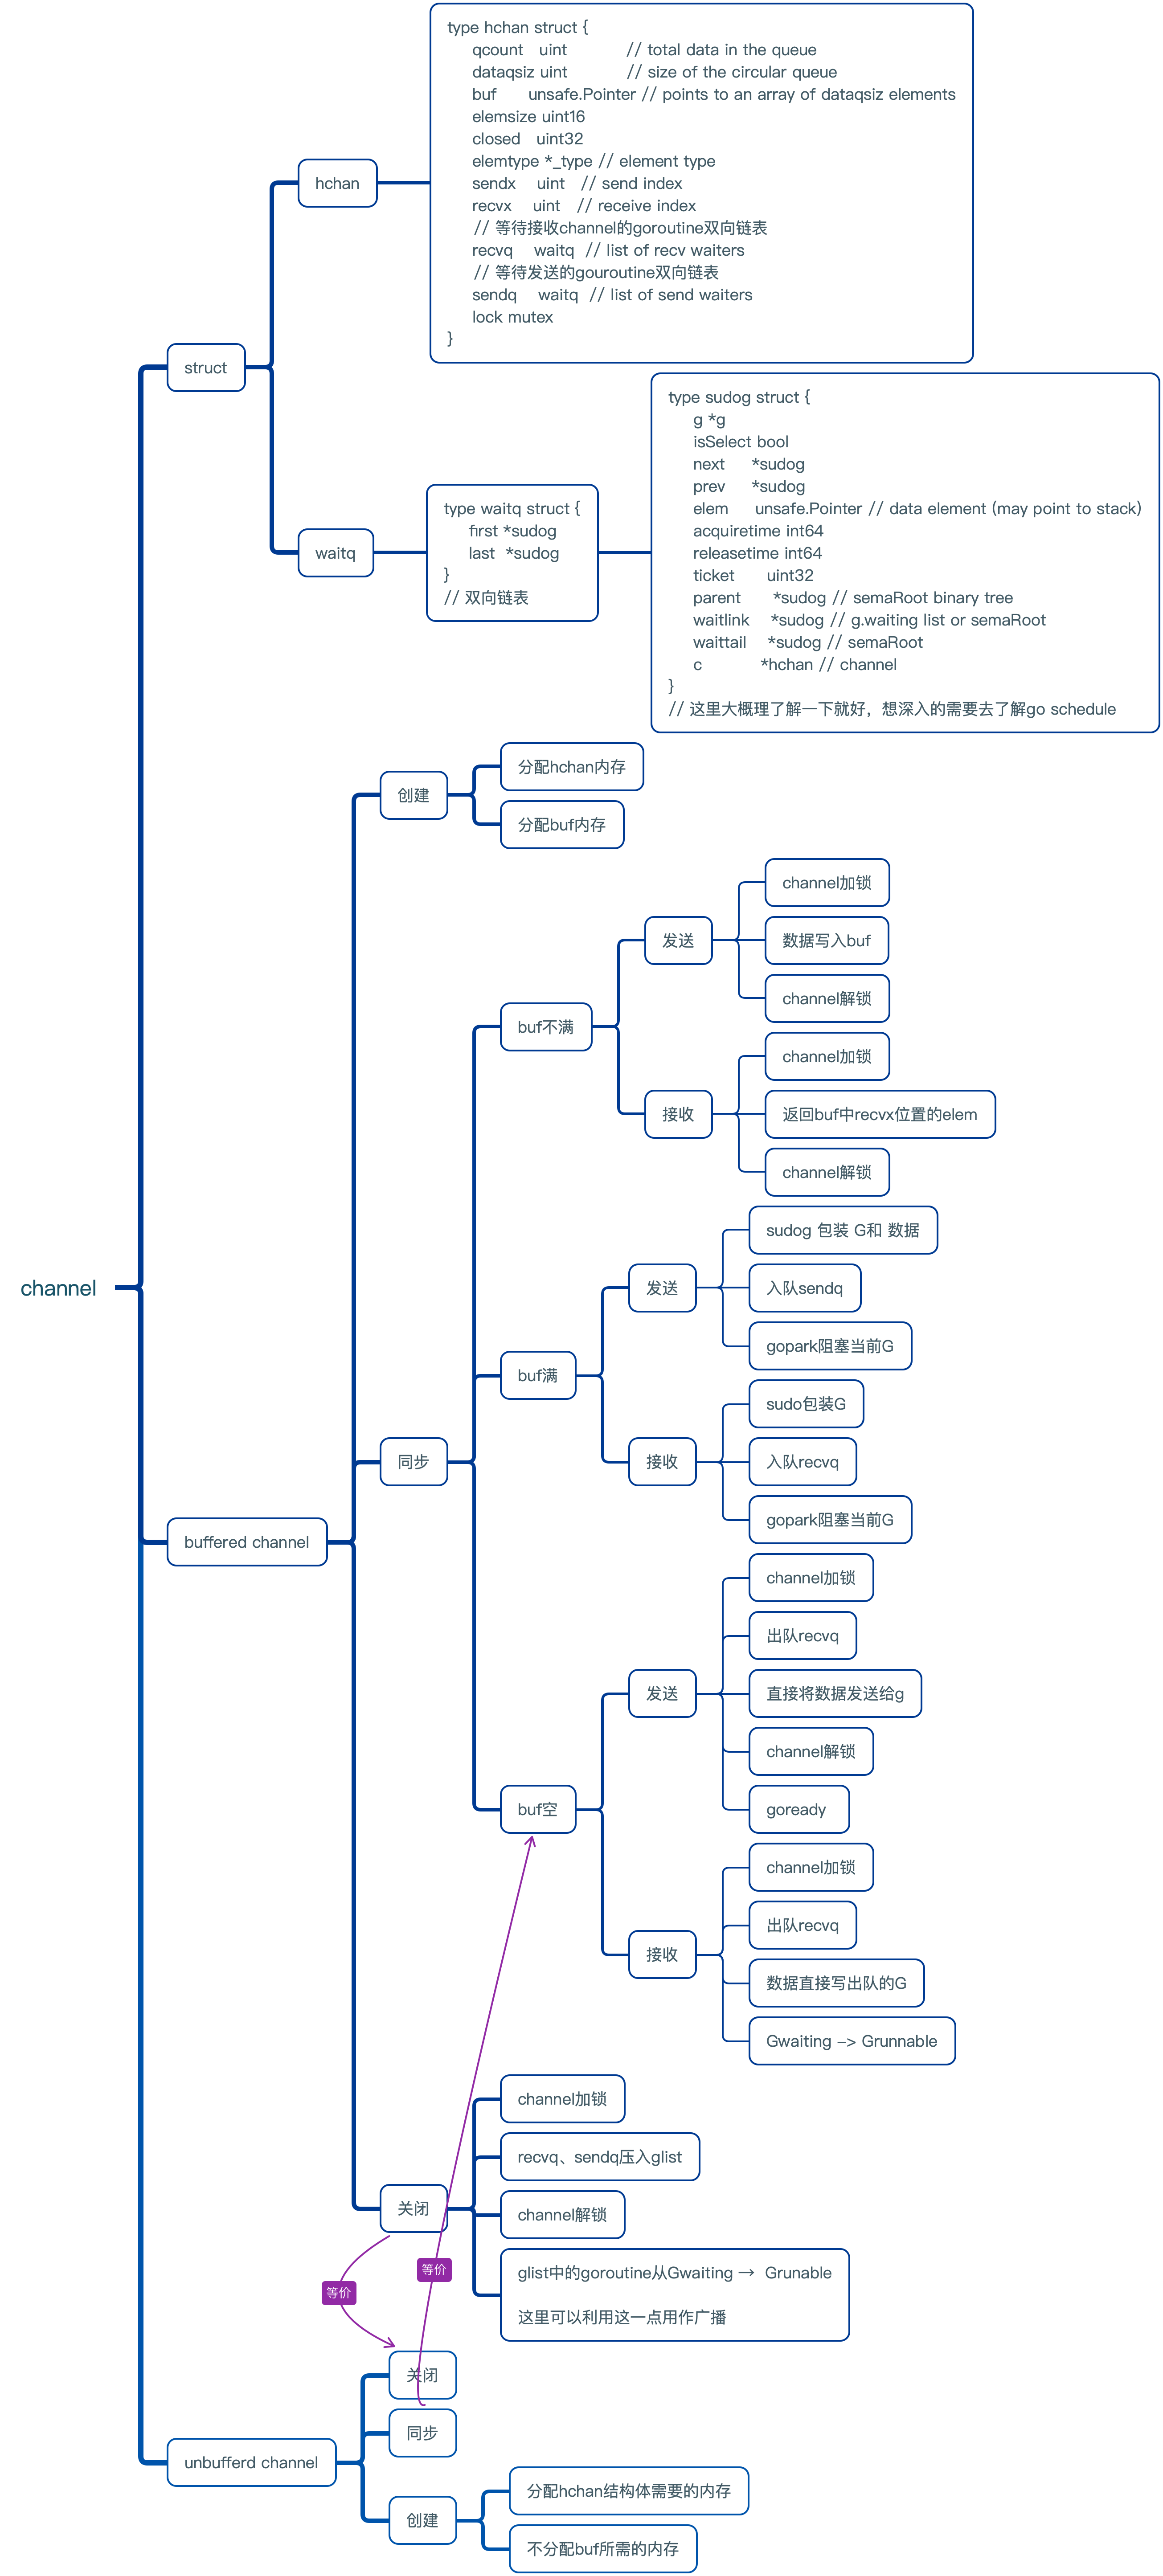 type hchan struct {
qcount uint // total data in the queue
dataqsiz uint // size of the circular queue
buf unsafe.Pointer // points to an array of dataqsiz elements
elemsize uint16
closed uint32
elemtype *_type // element type
sendx uint // send index
recvx uint // receive index
// 等待接收channel的goroutine双向链表
recvq waitq // list of recv waiters
// 等待发送的gouroutine双向链表
sendq waitq // list of send waiters
lock mutex
}
hchan
struct
type sudog struct {
g *g
isSelect bool
next *sudog
prev *sudog
elem unsafe.Pointer // data element (may point to stack)
acquiretime int64
releasetime int64
ticket uint32
parent *sudog // semaRoot binary tree
waitlink *sudog // g.waiting list or semaRoot
waittail *sudog // semaRoot
c *hchan // channel
}
// 这里大概理了解一下就好，想深入的需要去了解go schedule
type waitq struct {
first *sudog
last *sudog
}
// 双向链表
waitq
创建
分配hchan内存
分配buf内存
channel加锁
发送
数据写入buf
channel解锁
buf不满
channel加锁
接收
返回buf中recvx位置的elem
channel解锁
channel
sudog 包装 G和 数据
发送
入队sendq
gopark阻塞当前G
buf满
sudo包装G
同步
接收
入队recvq
gopark阻塞当前G
buffered channel
channel加锁
出队recvq
发送
直接将数据发送给g
channel解锁
goready
buf空
channel加锁
出队recvq
接收
数据直接写出队的G
Gwaiting –> Grunnable
channel加锁
recvq、sendq压入glist
关闭
channel解锁
glist中的goroutine从Gwaiting → Grunable
这里可以利用这一点用作广播
等价
等价
关闭
同步
unbufferd channel
创建
分配hchan结构体需要的内存
不分配buf所需的内存